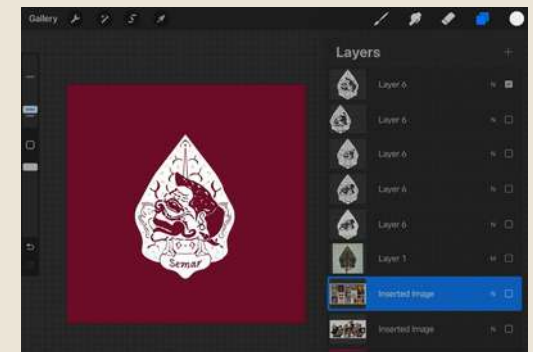 Gallery
Layers
Layer 6
N
Layer 6
N
Layer 6
N
Layer 6
N
Layer 6
N
Layer 1
M
Inserted Image
N
Inserted Image
N
Semar